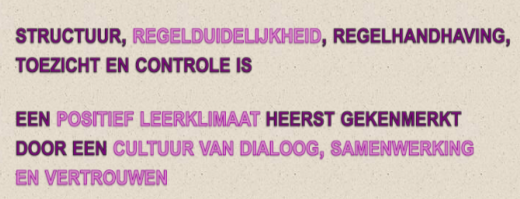 STRUCTUUR, REGELDUIDELIJKHEID, REGELHANDHAVING,
TOEZICHT EN CONTROLE IS
EEN POSITIEF LEERKLIMAAT HEERST GEKENMERKT
DOOR EEN CULTUUR VAN DIALOOG, SAMENWERKING
EN VERTROUWEN